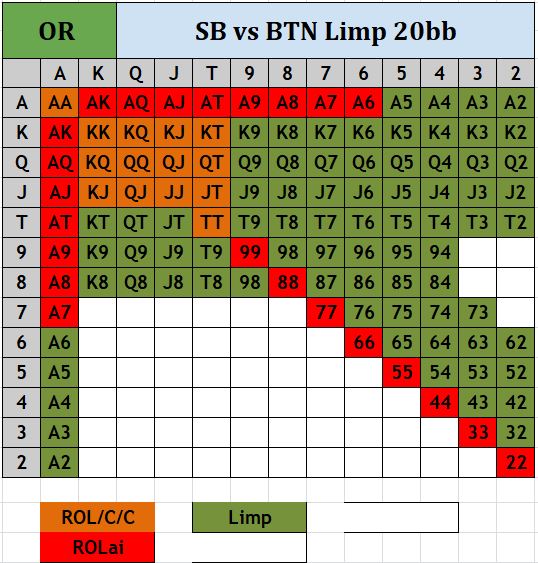 OR SB vs BTN Limp 20bb
A K Q J T 9 8 7 6 5 4 3 2
A AA AK AQ AJ AT A9 A8 A7 A6 A5 A4 A3 A2
K AK KK KQ KJ KT K9 K8 K7 K6 K5 K4 K3 K2
Q AQ KQ QQ QJ QT Q9 Q8 Q7 Q6 Q5 Q4 Q3 Q2
J AJ KJ QJ JJ JT J9 J8 J7 J6 J5 J4 J3 J2
T AT KT QT JT TT T9 T8 T7 T6 T5 T4 T3 T2
9 A9 K9 Q9 J9 T9 99 98 97 96 95 94
8 A8 K8 Q8 J8 T8 98 88 87 86 85 84
7 A7 77 76 75 74 73
6 A6 66 65 64 63 62
5 A5 55 54 53 52
4 A4 44 43 42
3 A3 33 32
2 A2 22
ROL/C/C Limp
ROLai